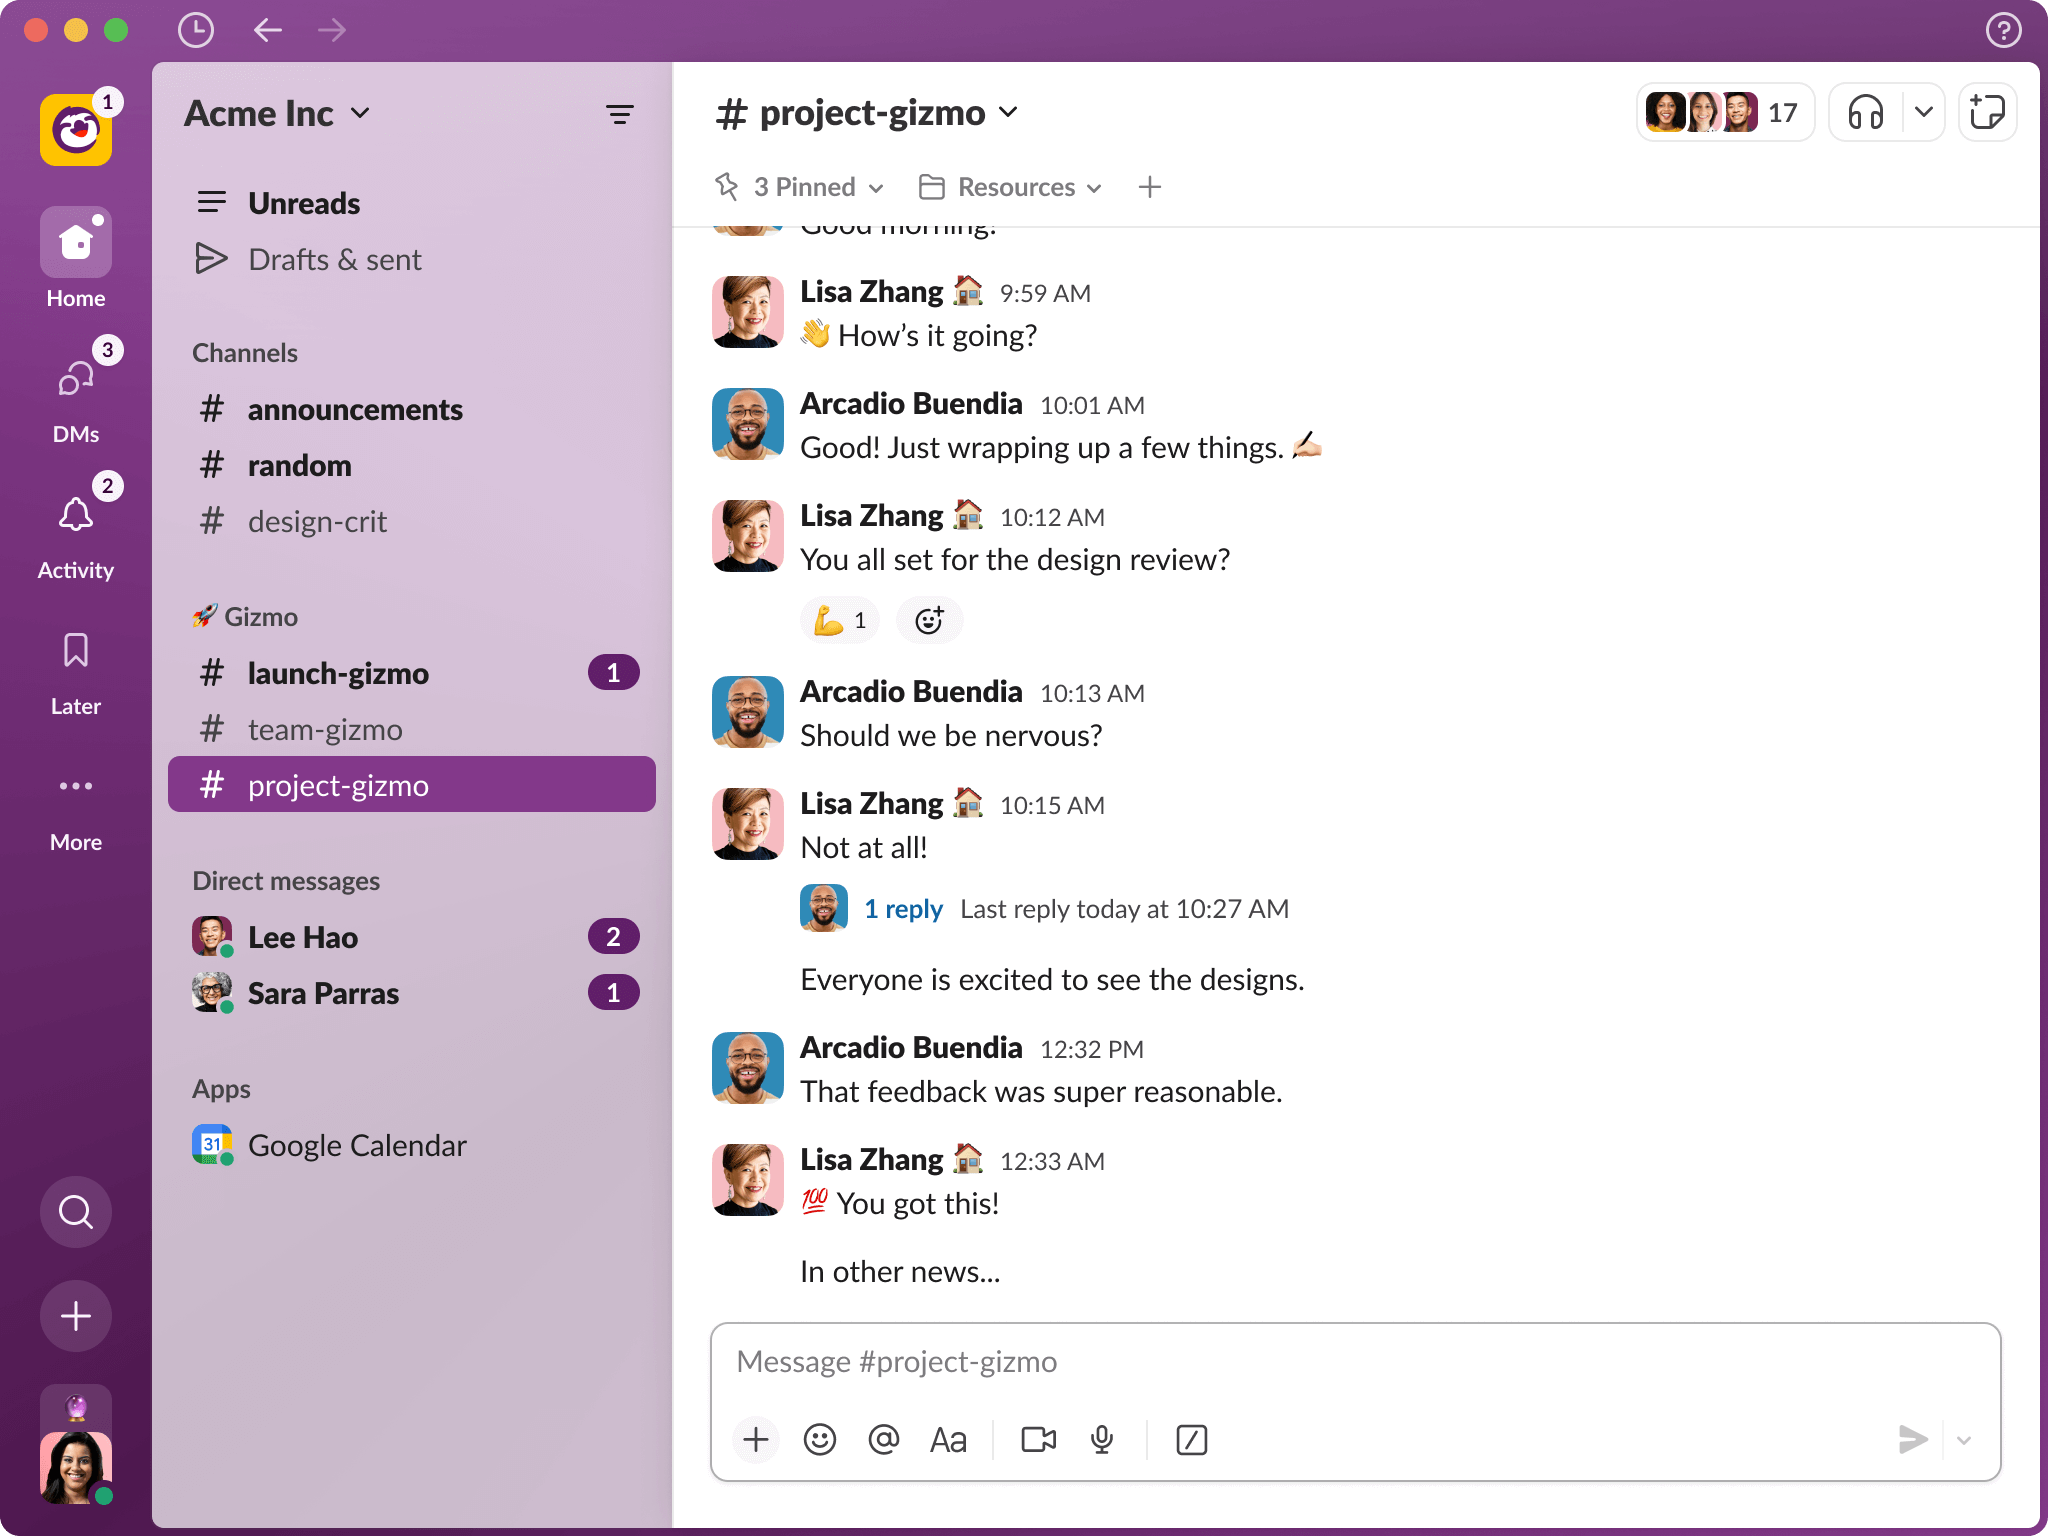 1
Acme Inc
# project-gizmo
17
3 Pinned
Resources
Home
Unreads
Drafts & sent
3
DMs
Channels
# announcements
# random
# design-crit
2
Activity
Gizmo
# launch-gizmo 1
# team-gizmo
# project-gizmo
Later
More
Direct messages
Lee Hao 2
Sara Parras 1
Apps
31 Google Calendar
Good morning!
Lisa Zhang 9:59 AM
How’s it going?
Arcadio Buendia 10:01 AM
Good! Just wrapping up a few things.
Lisa Zhang 10:12 AM
You all set for the design review?
1
Arcadio Buendia 10:13 AM
Should we be nervous?
Lisa Zhang 10:15 AM
Not at all!
1 reply Last reply today at 10:27 AM
Everyone is excited to see the designs.
Arcadio Buendia 12:32 PM
That feedback was super reasonable.
Lisa Zhang 12:33 AM
💯 You got this!
In other news...
Message #project-gizmo
@ Aa